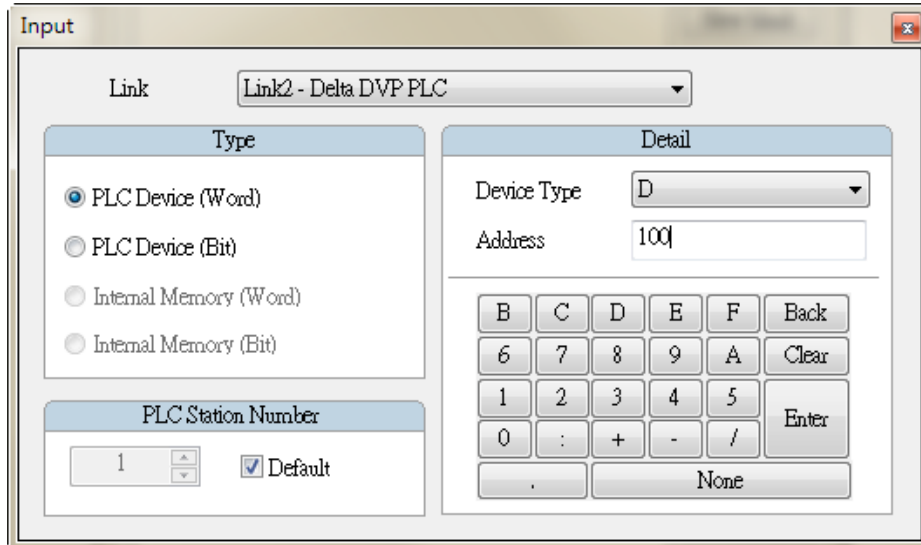 Input
Link Link2 - Delta DVP PLC
Type
PLC Device (Word)
PLC Device (Bit)
Internal Memory (Word)
Internal Memory (Bit)
PLC Station Number
1 Default
Detail
Device Type D
Address 100
B C D E F Back
6 7 8 9 A Clear
1 2 3 4 5 Enter
0 : + - /
. None